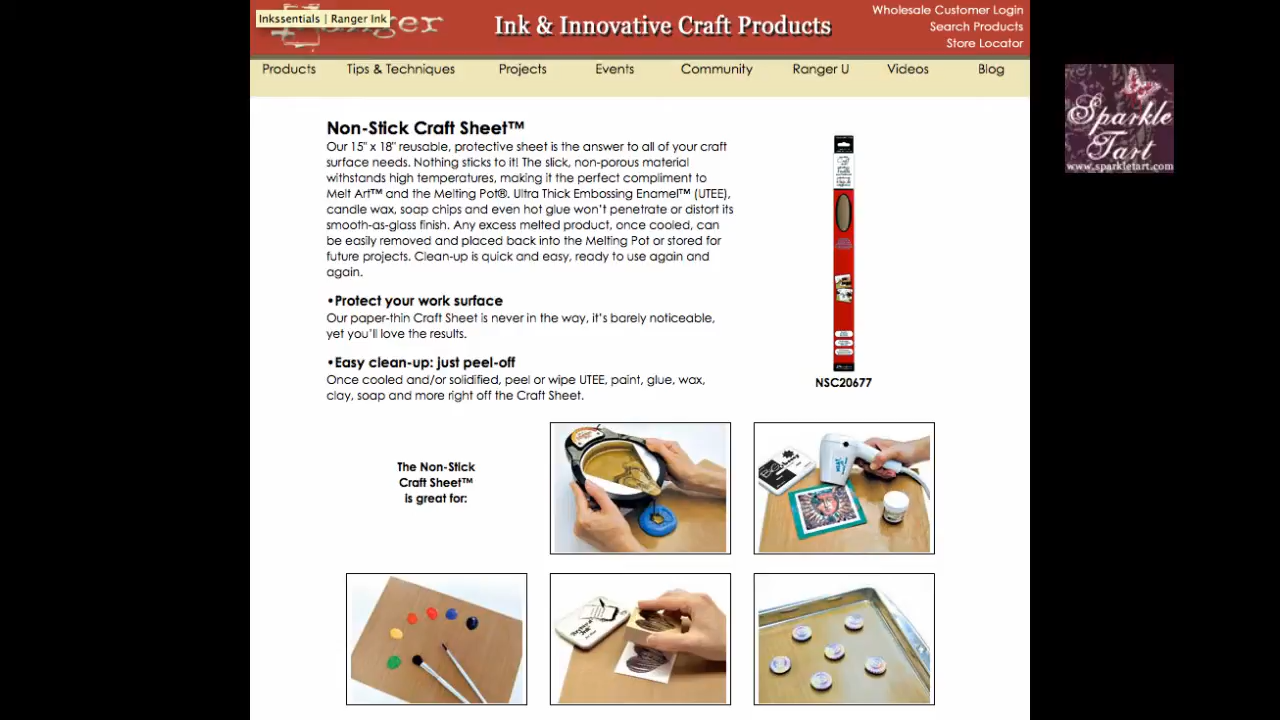 Inkssentials | Ranger Ink
Ranger
Ink & Innovative Craft Products
Wholesale Customer Login
Search Products
Store Locator
Products Tips & Techniques Projects Events Community Ranger U Videos Blog
Sparkle
Tart
www.sparkletart.com
Non-Stick Craft Sheet™
Our 15" x 18" reusable, protective sheet is the answer to all of your craft
surface needs. Nothing sticks to it! The slick, non-porous material
withstands high temperatures, making it the perfect compliment to
Melt Art™ and the Melting Pot®. Ultra Thick Embossing Enamel™ (UTEE),
candle wax, soap chips and even hot glue won't penetrate or distort its
smooth-as-glass finish. Any excess melted product, once cooled, can
be easily removed and placed back into the Melting Pot or stored for
future projects. Clean-up is quick and easy, ready to use again and
again.
•Protect your work surface
Our paper-thin Craft Sheet is never in the way, it's barely noticeable,
yet you'll love the results.
•Easy clean-up: just peel-off
Once cooled and/or solidified, peel or wipe UTEE, paint, glue, wax,
clay, soap and more right off the Craft Sheet.
NSC20677
The Non-Stick
Craft Sheet™
is great for: